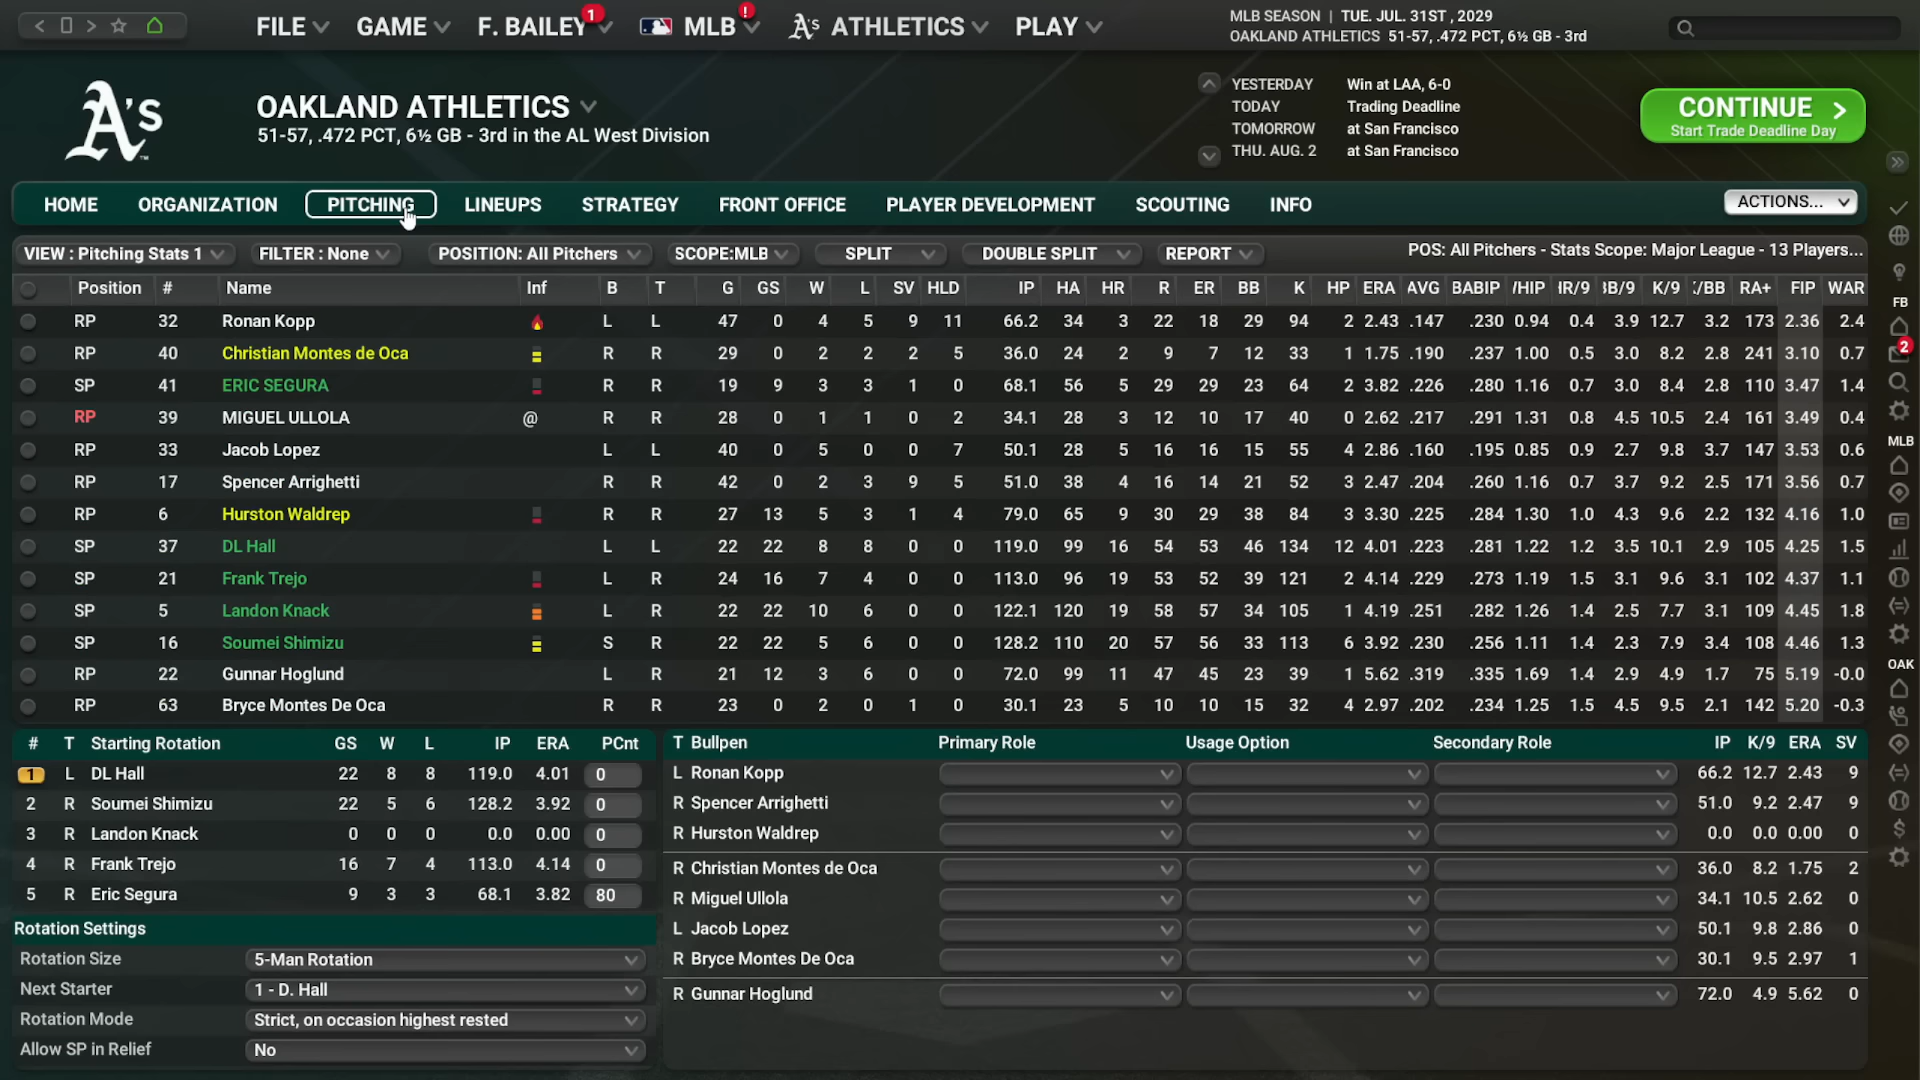 FILE GAME F. BAILEY 1 MLB ! A's ATHLETICS PLAY
MLB SEASON | TUE. JUL. 31ST , 2029
OAKLAND ATHLETICS 51-57, .472 PCT, 6½ GB - 3rd
A's
OAKLAND ATHLETICS
51-57, .472 PCT, 6½ GB - 3rd in the AL West Division
YESTERDAY Win at LAA, 6-0
TODAY Trading Deadline
TOMORROW at San Francisco
THU. AUG. 2 at San Francisco
CONTINUE
Start Trade Deadline Day
HOME ORGANIZATION PITCHING LINEUPS STRATEGY FRONT OFFICE PLAYER DEVELOPMENT SCOUTING INFO ACTIONS...
VIEW : Pitching Stats 1 FILTER : None POSITION: All Pitchers SCOPE:MLB SPLIT DOUBLE SPLIT REPORT POS: All Pitchers - Stats Scope: Major League - 13 Players...
Position # Name Inf B T G GS W L SV HLD IP HA HR R ER BB K HP ERA AVG BABIP /HIP IR/9 3B/9 K/9 :/BB RA+ FIP WAR
RP 32 Ronan Kopp L L 47 0 4 5 9 11 66.2 34 3 22 18 29 94 2 2.43 .147 .230 0.94 0.4 3.9 12.7 3.2 173 2.36 2.4
RP 40 Christian Montes de Oca R R 29 0 2 2 2 5 36.0 24 2 9 7 12 33 1 1.75 .190 .237 1.00 0.5 3.0 8.2 2.8 241 3.10 0.7
SP 41 ERIC SEGURA R R 19 9 3 3 1 0 68.1 56 5 29 29 23 64 2 3.82 .226 .280 1.16 0.7 3.0 8.4 2.8 110 3.47 1.4
RP 39 MIGUEL ULLOLA @ R R 28 0 1 1 0 2 34.1 28 3 12 10 17 40 0 2.62 .217 .291 1.31 0.8 4.5 10.5 2.4 161 3.49 0.4
RP 33 Jacob Lopez L L 40 0 5 0 0 7 50.1 28 5 16 16 15 55 4 2.86 .160 .195 0.85 0.9 2.7 9.8 3.7 147 3.53 0.6
RP 17 Spencer Arrighetti R R 42 0 2 3 9 5 51.0 38 4 16 14 21 52 3 2.47 .204 .260 1.16 0.7 3.7 9.2 2.5 171 3.56 0.7
RP 6 Hurston Waldrep R R 27 13 5 3 1 4 79.0 65 9 30 29 38 84 3 3.30 .225 .284 1.30 1.0 4.3 9.6 2.2 132 4.16 1.0
SP 37 DL Hall L L 22 22 8 8 0 0 119.0 99 16 54 53 46 134 12 4.01 .223 .281 1.22 1.2 3.5 10.1 2.9 105 4.25 1.5
SP 21 Frank Trejo L R 24 16 7 4 0 0 113.0 96 19 53 52 39 121 2 4.14 .229 .273 1.19 1.5 3.1 9.6 3.1 102 4.37 1.1
SP 5 Landon Knack L R 22 22 10 6 0 0 122.1 120 19 58 57 34 105 1 4.19 .251 .282 1.26 1.4 2.5 7.7 3.1 109 4.45 1.8
SP 16 Soumei Shimizu S R 22 22 5 6 0 0 128.2 110 20 57 56 33 113 6 3.92 .230 .256 1.11 1.4 2.3 7.9 3.4 108 4.46 1.3
RP 22 Gunnar Hoglund L R 21 12 3 6 0 0 72.0 99 11 47 45 23 39 1 5.62 .319 .335 1.69 1.4 2.9 4.9 1.7 75 5.19 -0.0
RP 63 Bryce Montes De Oca R R 23 0 2 0 1 0 30.1 23 5 10 10 15 32 4 2.97 .202 .234 1.25 1.5 4.5 9.5 2.1 142 5.20 -0.3
# T Starting Rotation GS W L IP ERA PCnt
1 L DL Hall 22 8 8 119.0 4.01 0
2 R Soumei Shimizu 22 5 6 128.2 3.92 0
3 R Landon Knack 0 0 0 0.0 0.00 0
4 R Frank Trejo 16 7 4 113.0 4.14 0
5 R Eric Segura 9 3 3 68.1 3.82 80
Rotation Settings
Rotation Size 5-Man Rotation
Next Starter 1 - D. Hall
Rotation Mode Strict, on occasion highest rested
Allow SP in Relief No
T Bullpen Primary Role Usage Option Secondary Role IP K/9 ERA SV
L Ronan Kopp 66.2 12.7 2.43 9
R Spencer Arrighetti 51.0 9.2 2.47 9
R Hurston Waldrep 0.0 0.0 0.00 0
R Christian Montes de Oca 36.0 8.2 1.75 2
R Miguel Ullola 34.1 10.5 2.62 0
L Jacob Lopez 50.1 9.8 2.86 0
R Bryce Montes De Oca 30.1 9.5 2.97 1
R Gunnar Hoglund 72.0 4.9 5.62 0
FB
2
MLB
OAK